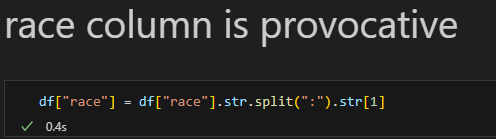 race column is provocative
df["race"] = df["race"].str.split(":").str[1]
✓ 0.4s